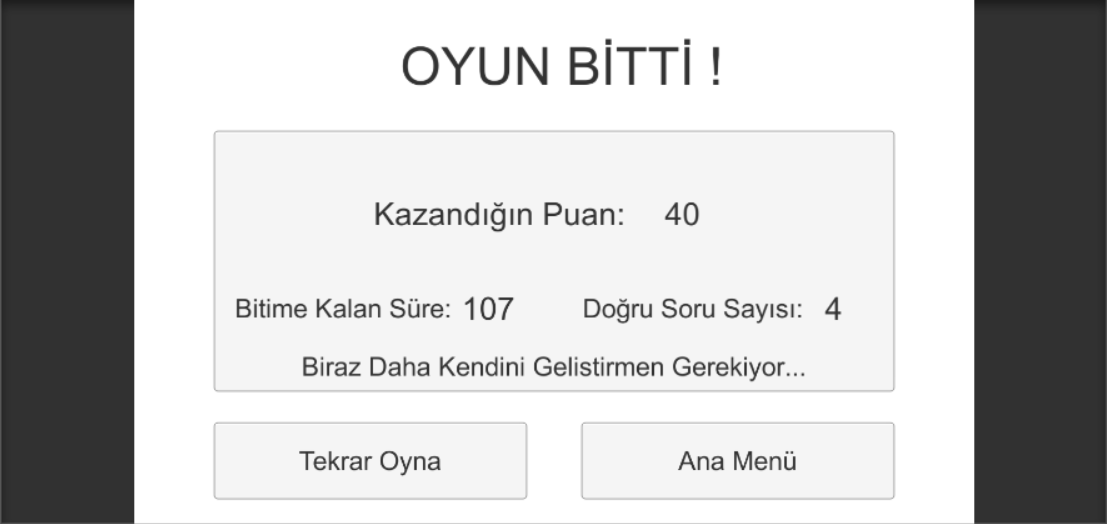 OYUN BİTTİ !
Kazandığın Puan: 40
Bitime Kalan Süre: 107 Doğru Soru Sayısı: 4
Biraz Daha Kendini Gelistirmen Gerekiyor...
Tekrar Oyna Ana Menü